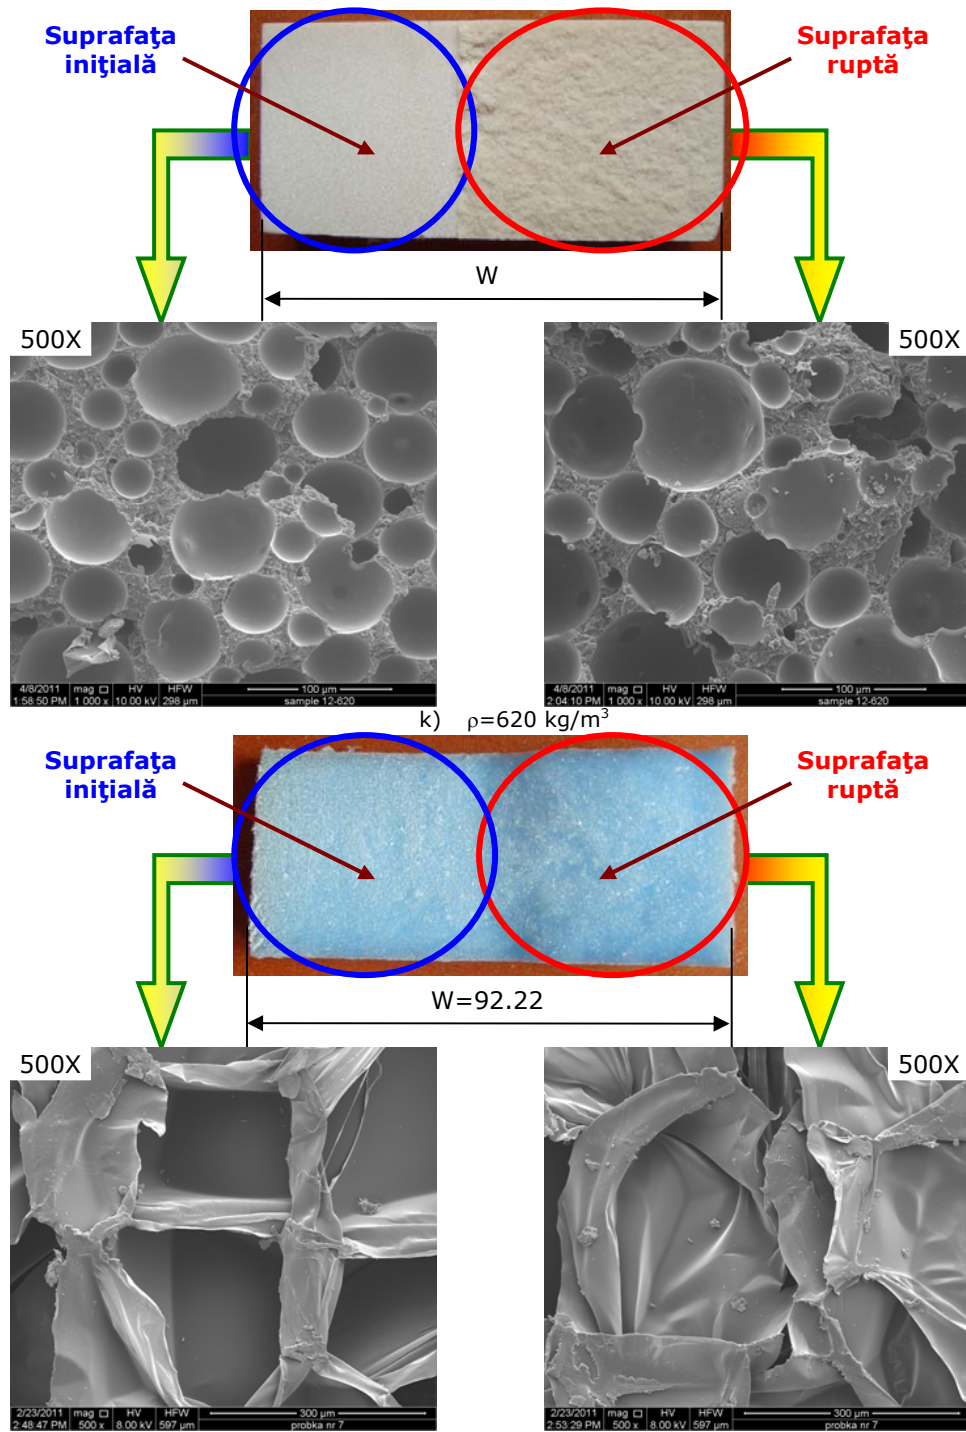 Suprafaţa
iniţială
Suprafaţa
ruptă
W
500X
500X
4/8/2011 mag HV HFW 100 µm
1:58:50 PM 1 000 x 10.00 kV 298 µm sample 12-620
4/8/2011 mag HV HFW 100 µm
2:04:10 PM 1 000 x 10.00 kV 298 µm sample 12-620
k) ρ=620 kg/m³
Suprafaţa
iniţială
Suprafaţa
ruptă
W=92.22
500X
500X
2/23/2011 mag HV HFW 300 µm
2:48:47 PM 500 x 8.00 kV 597 µm probka nr 7
2/23/2011 mag HV HFW 300 µm
2:53:29 PM 500 x 8.00 kV 597 µm probka nr 7